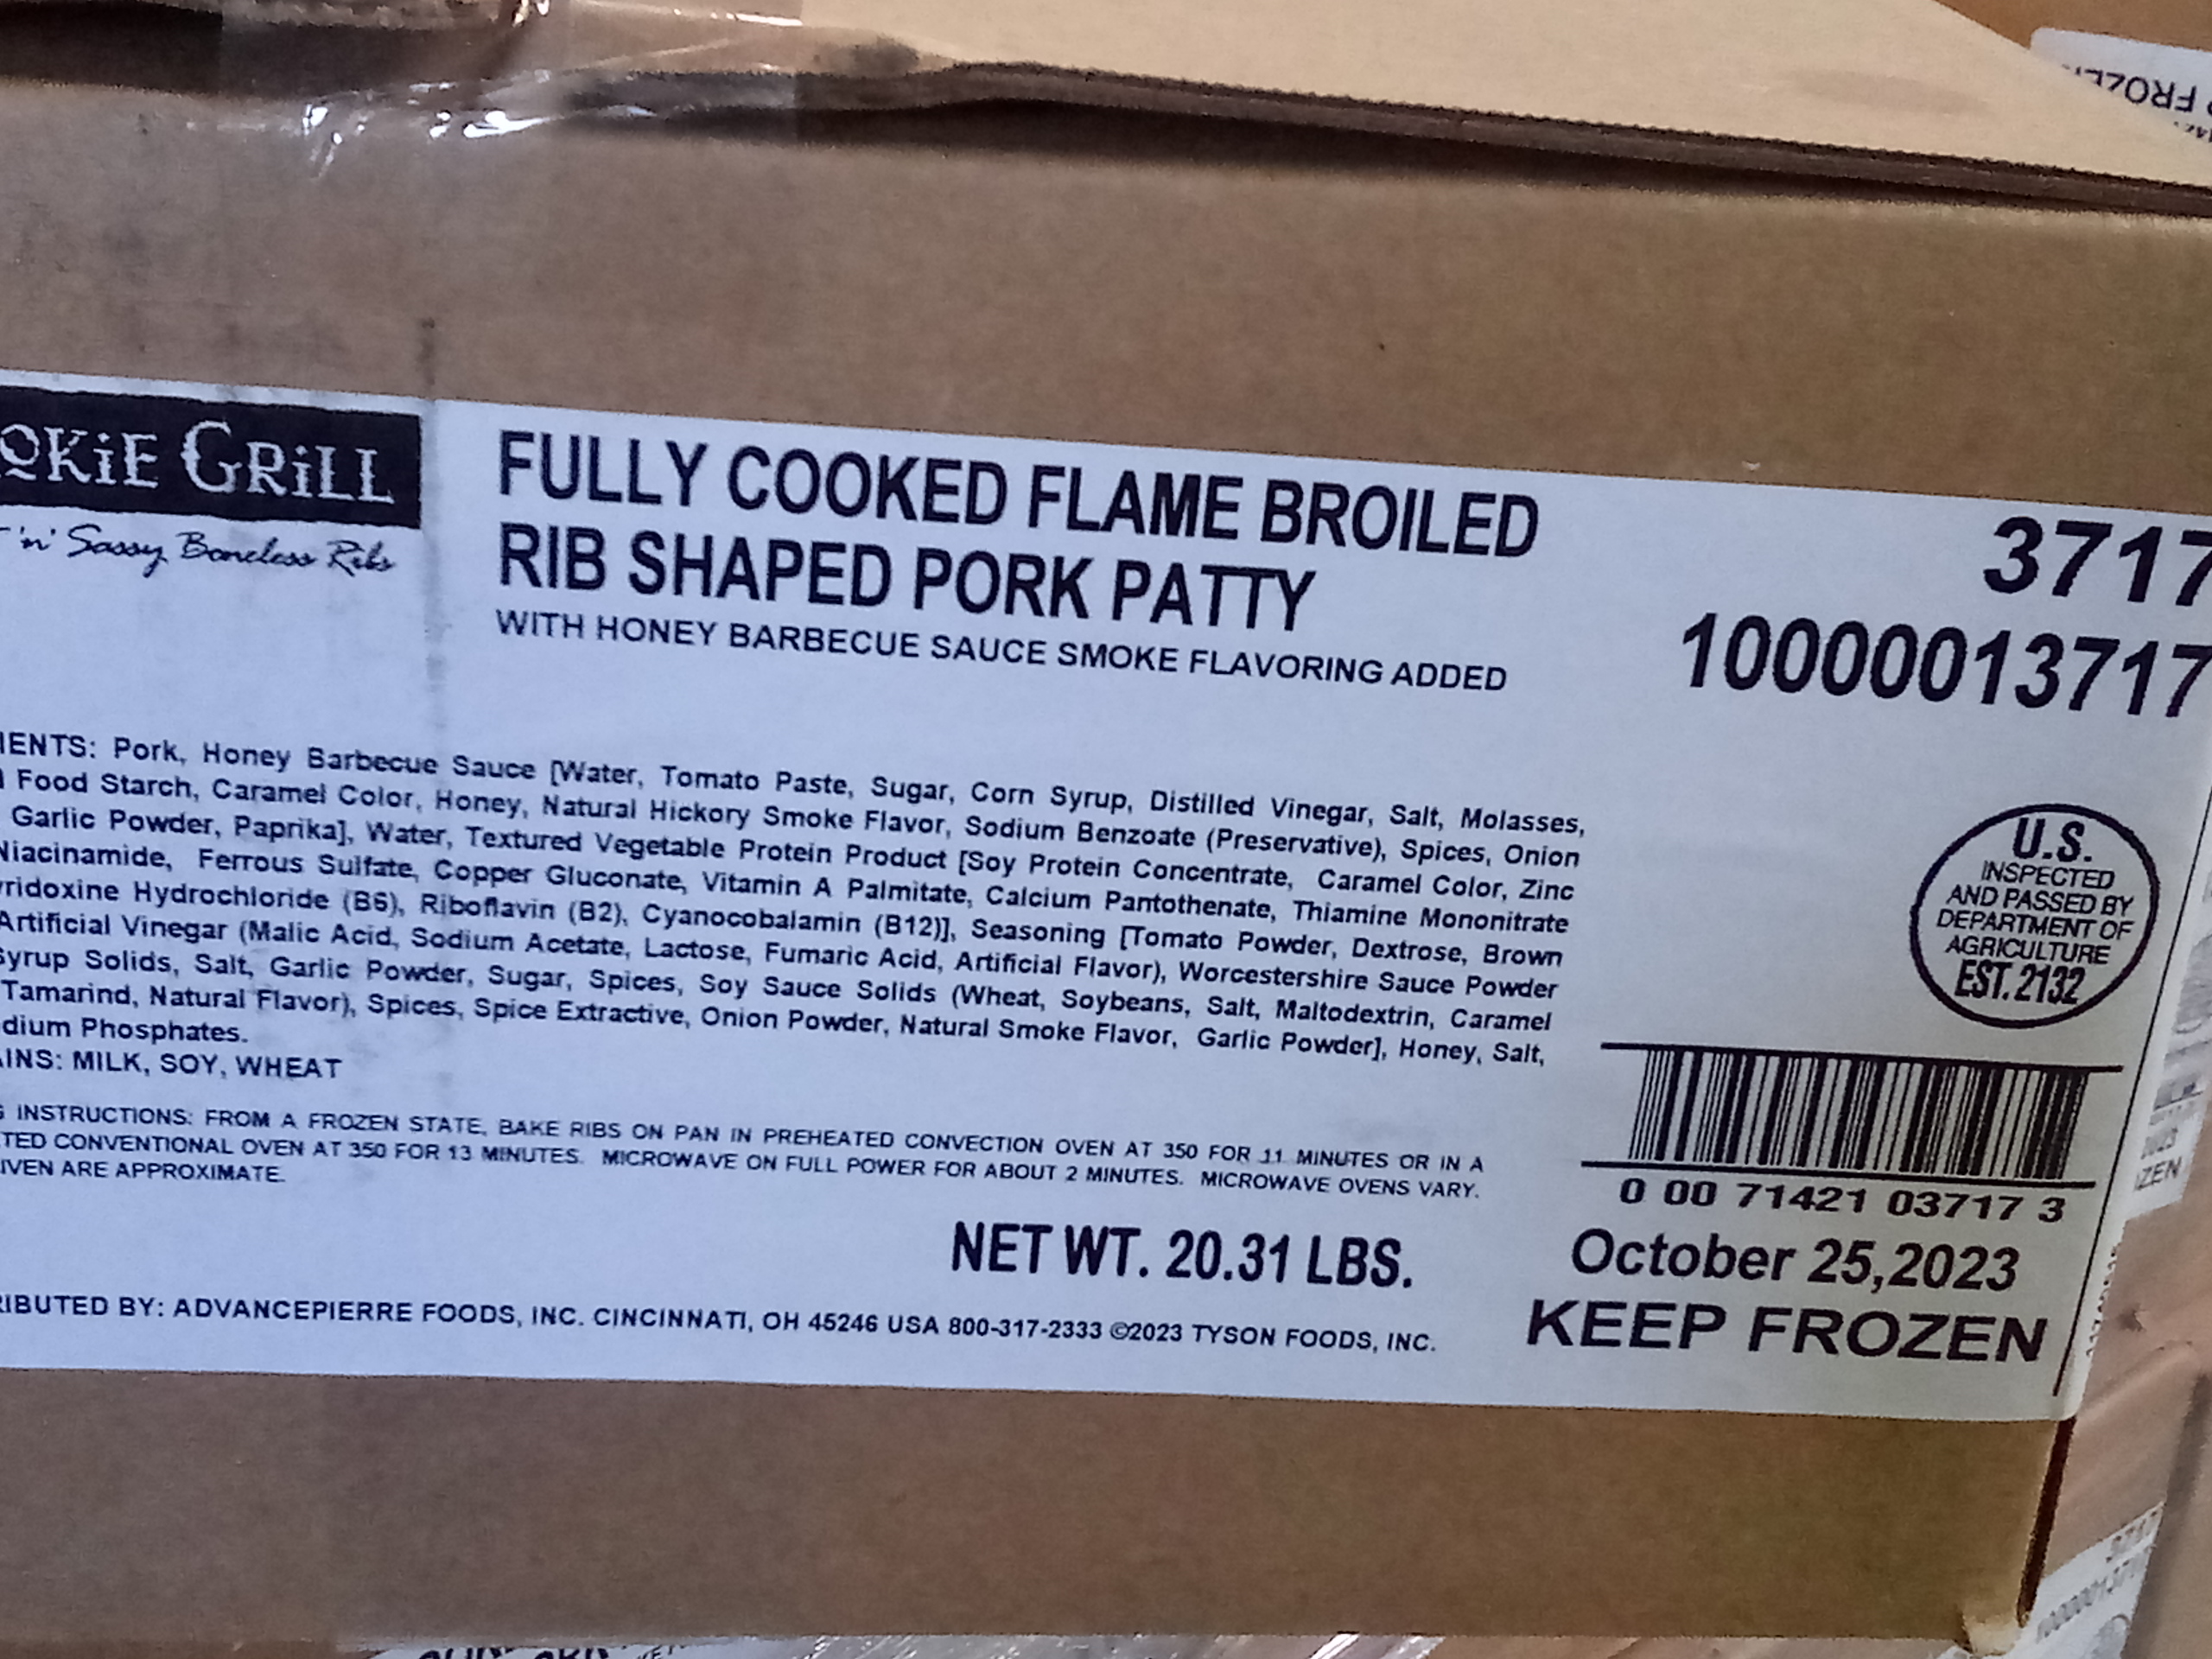 OKiE GRiLL
'n' Sassy Boneless Ribs
FULLY COOKED FLAME BROILED
RIB SHAPED PORK PATTY
WITH HONEY BARBECUE SAUCE SMOKE FLAVORING ADDED
3717
10000013717
IENTS: Pork, Honey Barbecue Sauce [Water, Tomato Paste, Sugar, Corn Syrup, Distilled Vinegar, Salt, Molasses,
Food Starch, Caramel Color, Honey, Natural Hickory Smoke Flavor, Sodium Benzoate (Preservative), Spices, Onion
Garlic Powder, Paprika], Water, Textured Vegetable Protein Product [Soy Protein Concentrate, Caramel Color, Zinc
Niacinamide, Ferrous Sulfate, Copper Gluconate, Vitamin A Palmitate, Calcium Pantothenate, Thiamine Mononitrate
yridoxine Hydrochloride (B6), Riboflavin (B2), Cyanocobalamin (B12)], Seasoning [Tomato Powder, Dextrose, Brown
Artificial Vinegar (Malic Acid, Sodium Acetate, Lactose, Fumaric Acid, Artificial Flavor), Worcestershire Sauce Powder
Syrup Solids, Salt, Garlic Powder, Sugar, Spices, Soy Sauce Solids (Wheat, Soybeans, Salt, Maltodextrin, Caramel
Tamarind, Natural Flavor), Spices, Spice Extractive, Onion Powder, Natural Smoke Flavor, Garlic Powder], Honey, Salt,
dium Phosphates.
AINS: MILK, SOY, WHEAT
G INSTRUCTIONS: FROM A FROZEN STATE, BAKE RIBS ON PAN IN PREHEATED CONVECTION OVEN AT 350 FOR 11 MINUTES OR IN A
TED CONVENTIONAL OVEN AT 350 FOR 13 MINUTES. MICROWAVE ON FULL POWER FOR ABOUT 2 MINUTES. MICROWAVE OVENS VARY.
IVEN ARE APPROXIMATE.
NET WT. 20.31 LBS.
RIBUTED BY: ADVANCEPIERRE FOODS, INC. CINCINNATI, OH 45246 USA 800-317-2333 ©2023 TYSON FOODS, INC.
U.S.
INSPECTED
AND PASSED BY
DEPARTMENT OF
AGRICULTURE
EST. 2132
0 00 71421 03717 3
October 25,2023
KEEP FROZEN